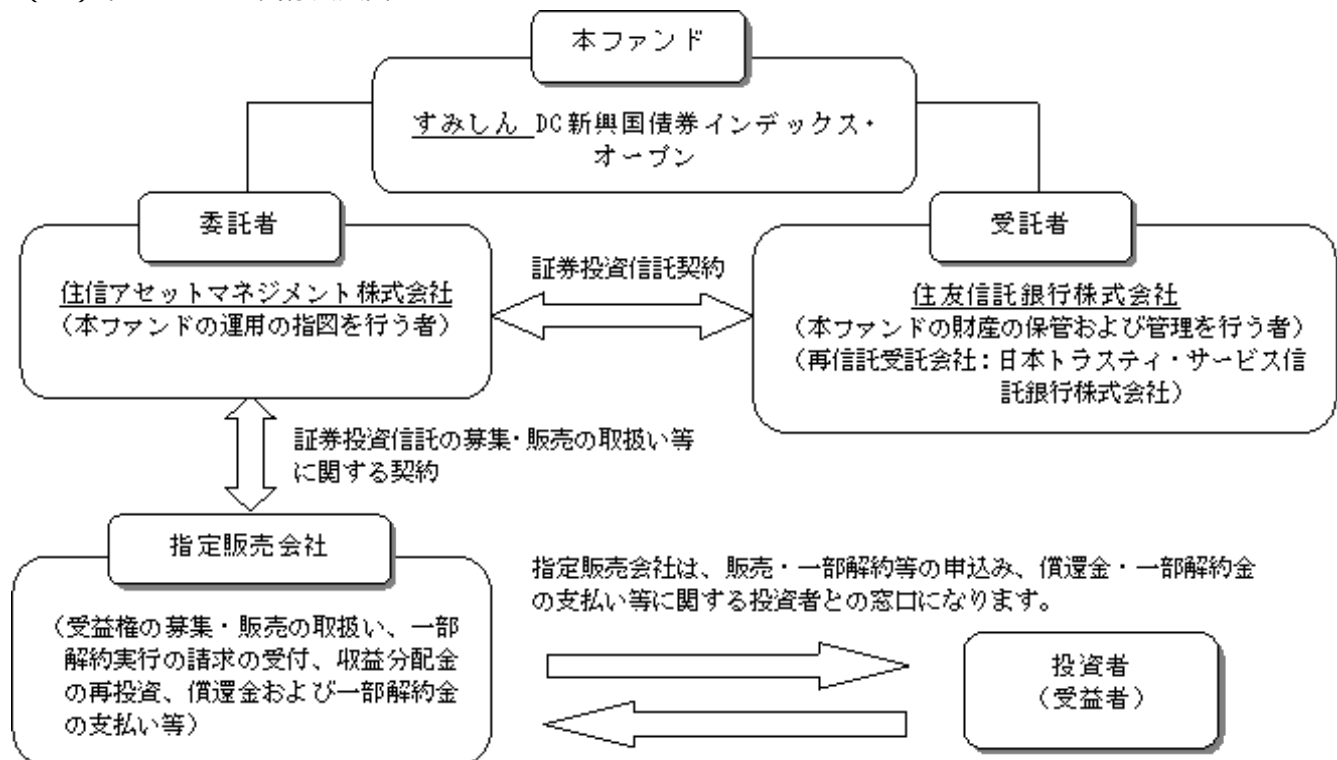 本ファンド
すみしん DC新興国債券インデックス・
オープン
委託者
受託者
住信アセットマネジメント株式会社
(本ファンドの運用の指図を行う者)
証券投資信託契約
住友信託銀行株式会社
(本ファンドの財産の保管および管理を行う者)
(再信託受託会社:日本トラスティ・サービス信
託銀行株式会社)
証券投資信託の募集・販売の取扱い等
に関する契約
指定販売会社
(受益権の募集・販売の取扱い、一部
解約実行の請求の受付、収益分配金
の再投資、償還金および一部解約金
の支払い等)
指定販売会社は、販売・一部解約等の申込み、償還金・一部解約金
の支払い等に関する投資者との窓口になります。
投資者
(受益者)